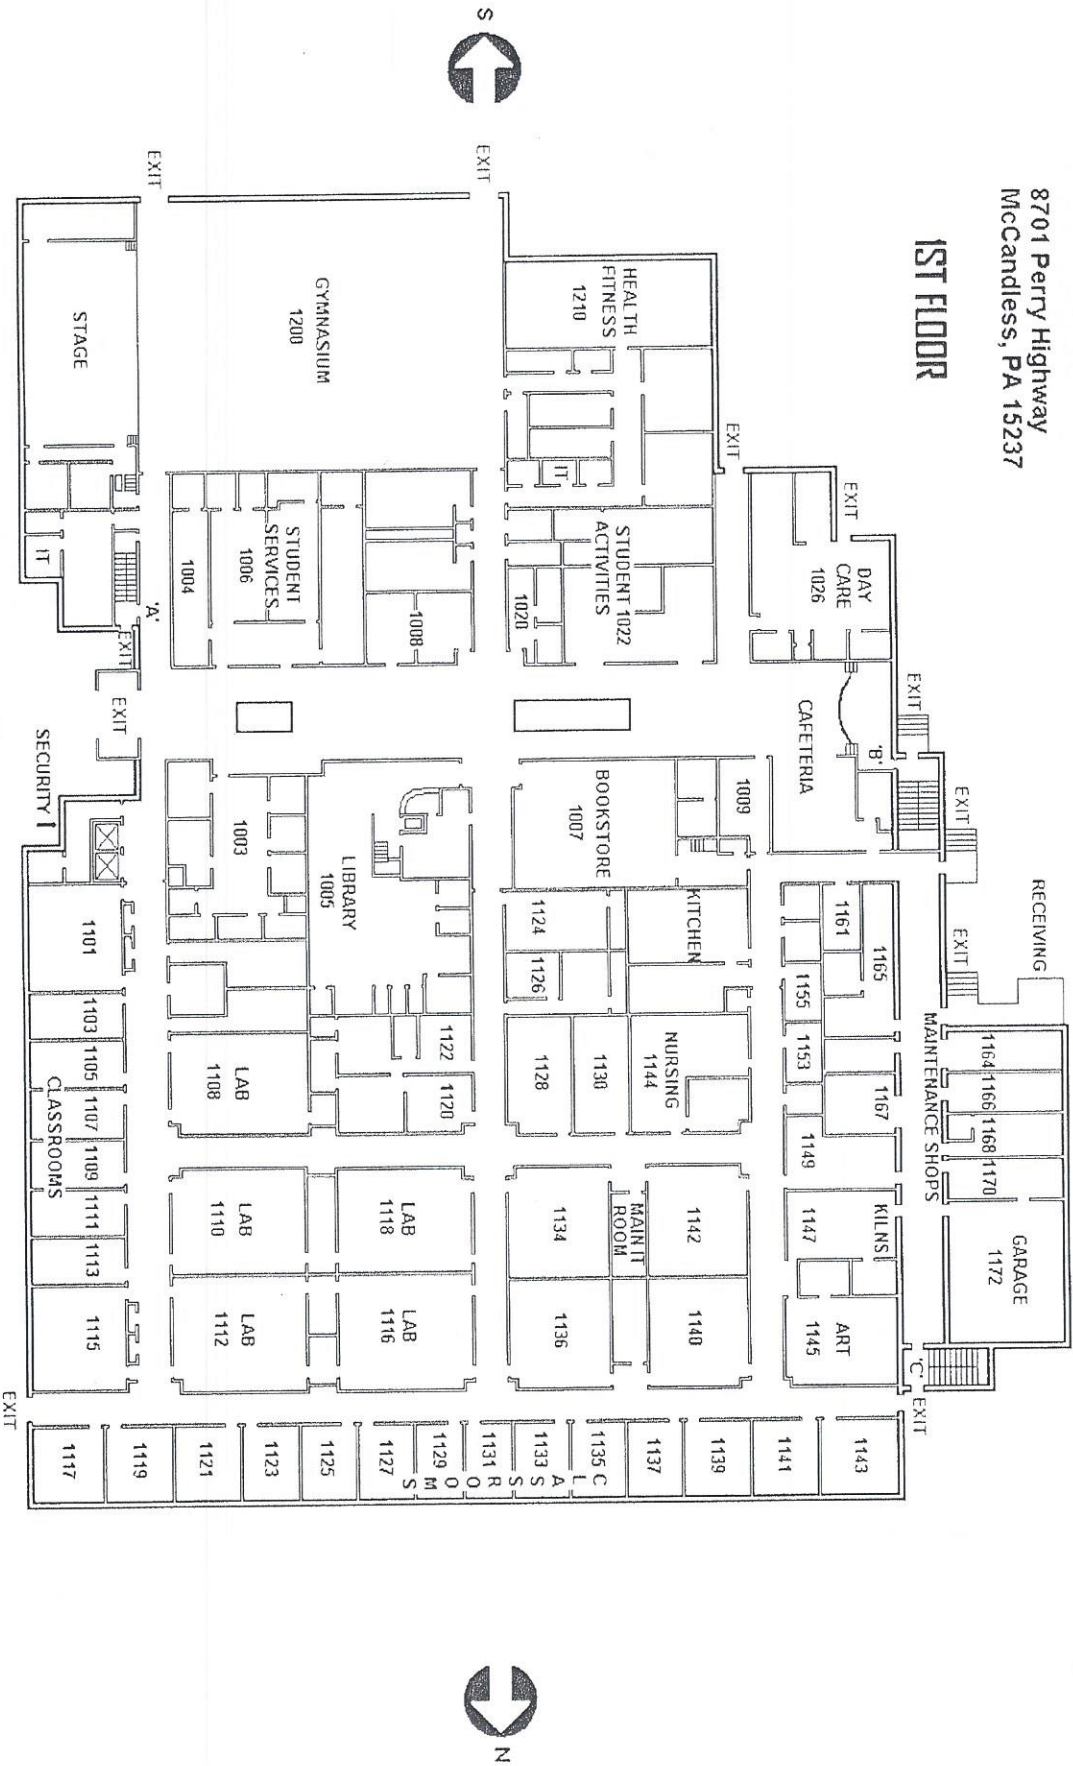 8701 Perry Highway
McCandless, PA 15237
1ST FLOOR
RECEIVING
GARAGE
1172
1164
1166
1168
1170
EXIT
EXIT
EXIT
MAINTENANCE SHOPS
EXIT
'C'
EXIT
'B'
1165
1167
KILNS
EXIT
DAY
CARE
1026
1161
ART
1145
1143
CAFETERIA
1155
1153
1149
1147
1141
EXIT
1009
KITCHEN
NURSING
1144
1142
1140
1139
HEALTH
FITNESS
1210
IT
STUDENT 1022
ACTIVITIES
1020
BOOKSTORE
1007
1124
1126
1130
1128
MAIN IT
ROOM
1134
1136
1137
1135
1133
1131
1129
1127
CLASSROOMS
S
N
EXIT
1008
1122
1120
LAB
1118
LAB
1116
GYMNASIUM
1200
STUDENT
SERVICES
1006
1004
LIBRARY
1005
1003
LAB
1108
LAB
1110
LAB
1112
1125
1123
1121
1119
1117
EXIT
'A'
EXIT
EXIT
STAGE
IT
SECURITY
1101
1103
1105
1107
1109
1111
1113
1115
CLASSROOMS
EXIT